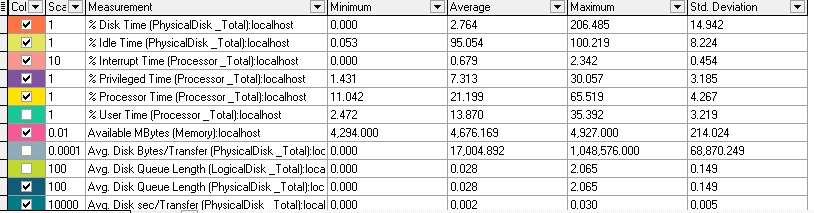 Col Sca Measurement Minimum Average Maximum Std. Deviation
1 % Disk Time (PhysicalDisk _Total):localhost 0.000 2.764 206.485 14.942
1 % Idle Time (PhysicalDisk _Total):localhost 0.053 95.054 100.219 8.224
10 % Interrupt Time (Processor _Total):localhost 0.000 0.679 2.342 0.454
1 % Privileged Time (Processor _Total):localhost 1.431 7.313 30.057 3.185
1 % Processor Time (Processor _Total):localhost 11.042 21.199 65.519 4.267
1 % User Time (Processor _Total):localhost 2.472 13.870 35.392 3.219
0.01 Available MBytes (Memory):localhost 4,294.000 4,676.169 4,927.000 214.024
0.0001 Avg. Disk Bytes/Transfer (PhysicalDisk _Total):loc 0.000 17,004.892 1,048,576.000 68,870.249
100 Avg. Disk Queue Length (LogicalDisk _Total):local 0.000 0.028 2.065 0.149
100 Avg. Disk Queue Length (PhysicalDisk _Total):loca 0.000 0.028 2.065 0.149
10000 Avg. Disk sec/Transfer (PhysicalDisk _Total):local 0.000 0.002 0.030 0.005